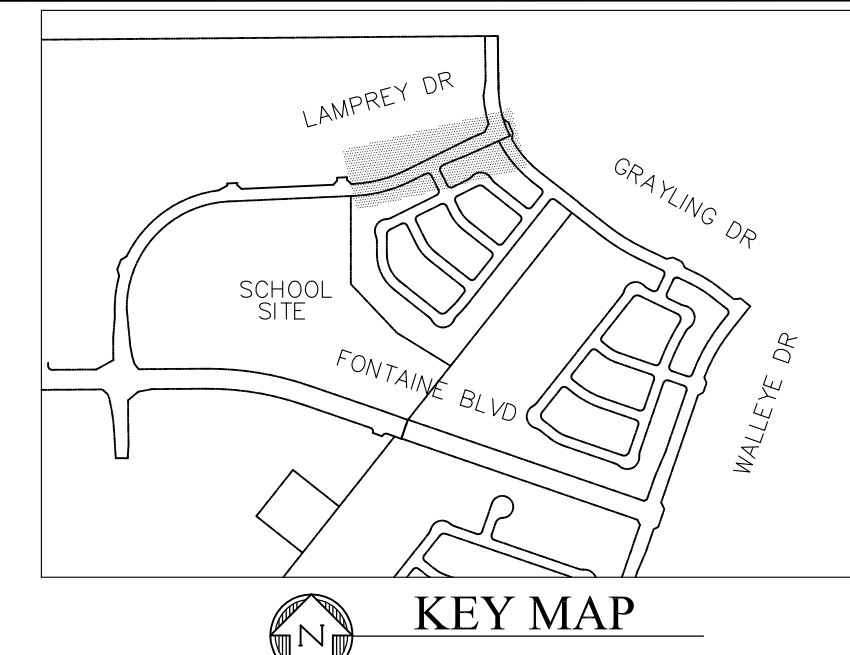 LAMPREY DR
GRAYLING DR
SCHOOL
SITE
FONTAINE BLVD
WALLEYE DR
N
KEY MAP